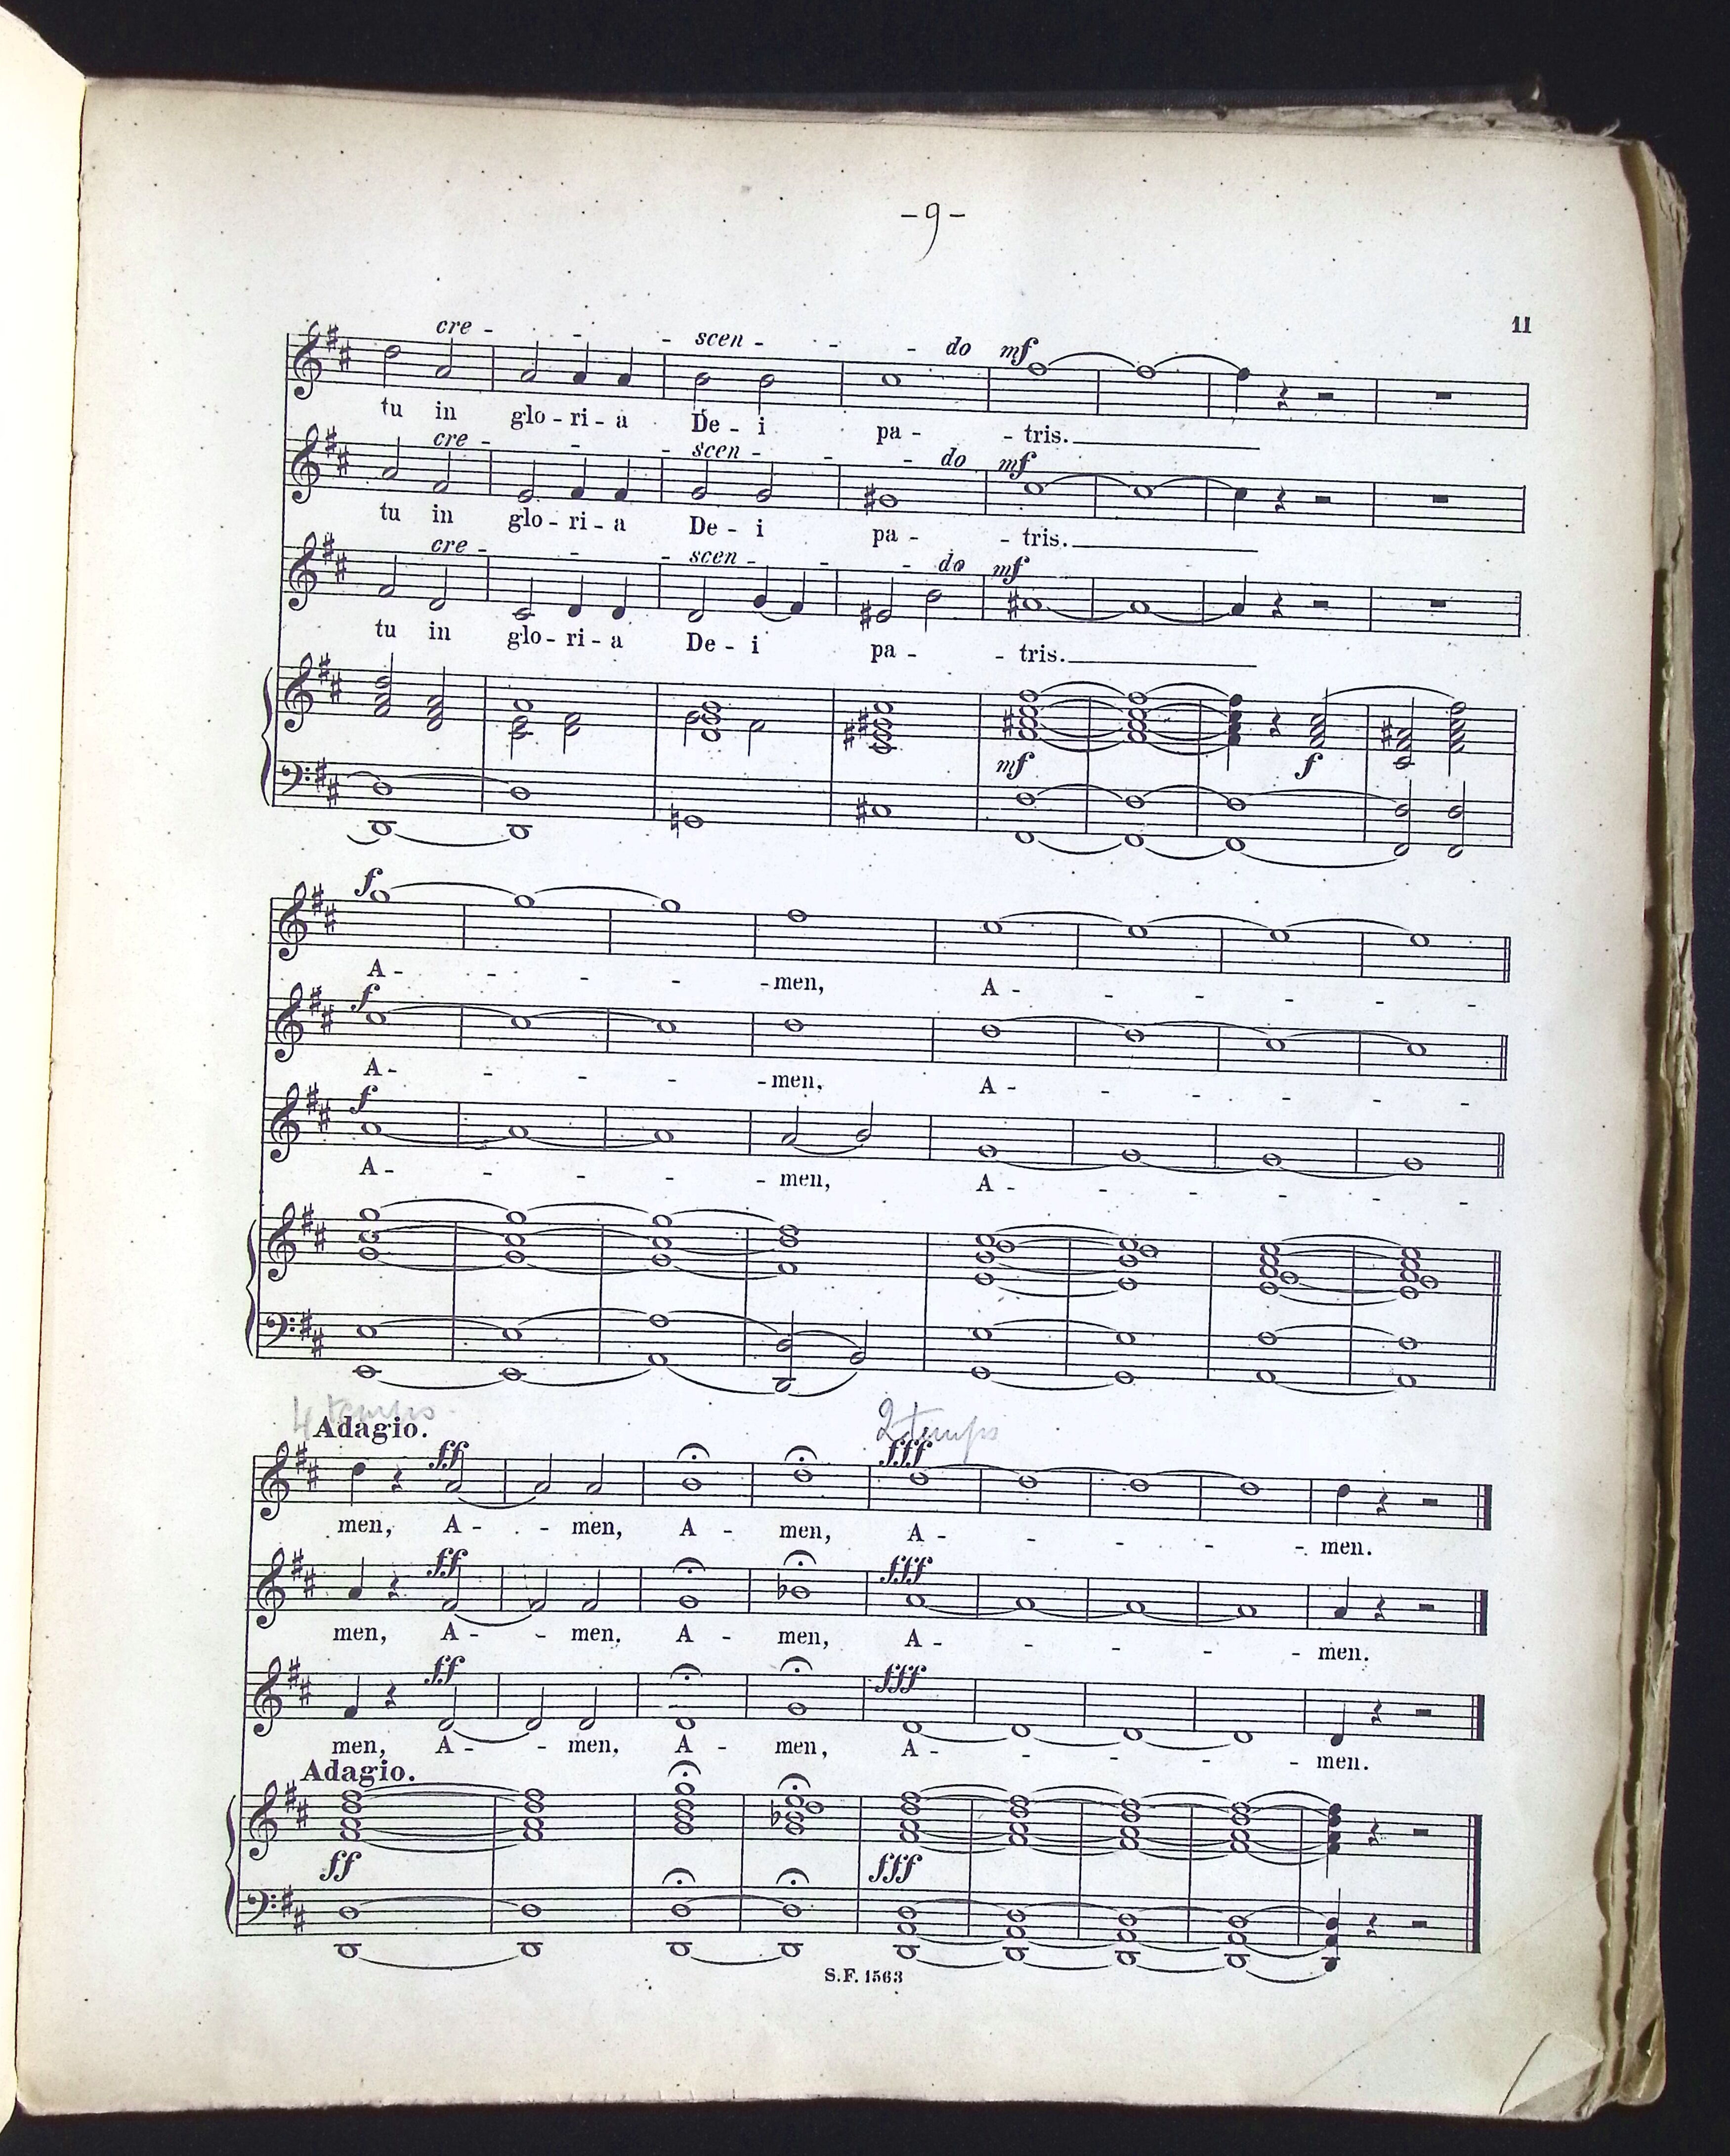 - 9 -
11
cre - - - scen - - - do mf
tu in glo - ri - a De - i pa - - tris.
cre - - - scen - - - do mf
tu in glo - ri - a De - i pa - - tris.
cre - - - scen - - - do mf
tu in glo - ri - a De - i pa - - tris.
mf f
f
A - - - - - men, A - - - - - -
f
A - - - - - men, A - - - - - -
f
A - - - - - men, A - - - - - -
4 temps 2 temps
Adagio.
ff fff
men, A - - men, A - men, A - - - - - men.
ff fff
men, A - - men, A - men, A - - - - - men.
ff fff
men, A - - men, A - men, A - - - - - men.
Adagio.
ff fff
S.F. 1563